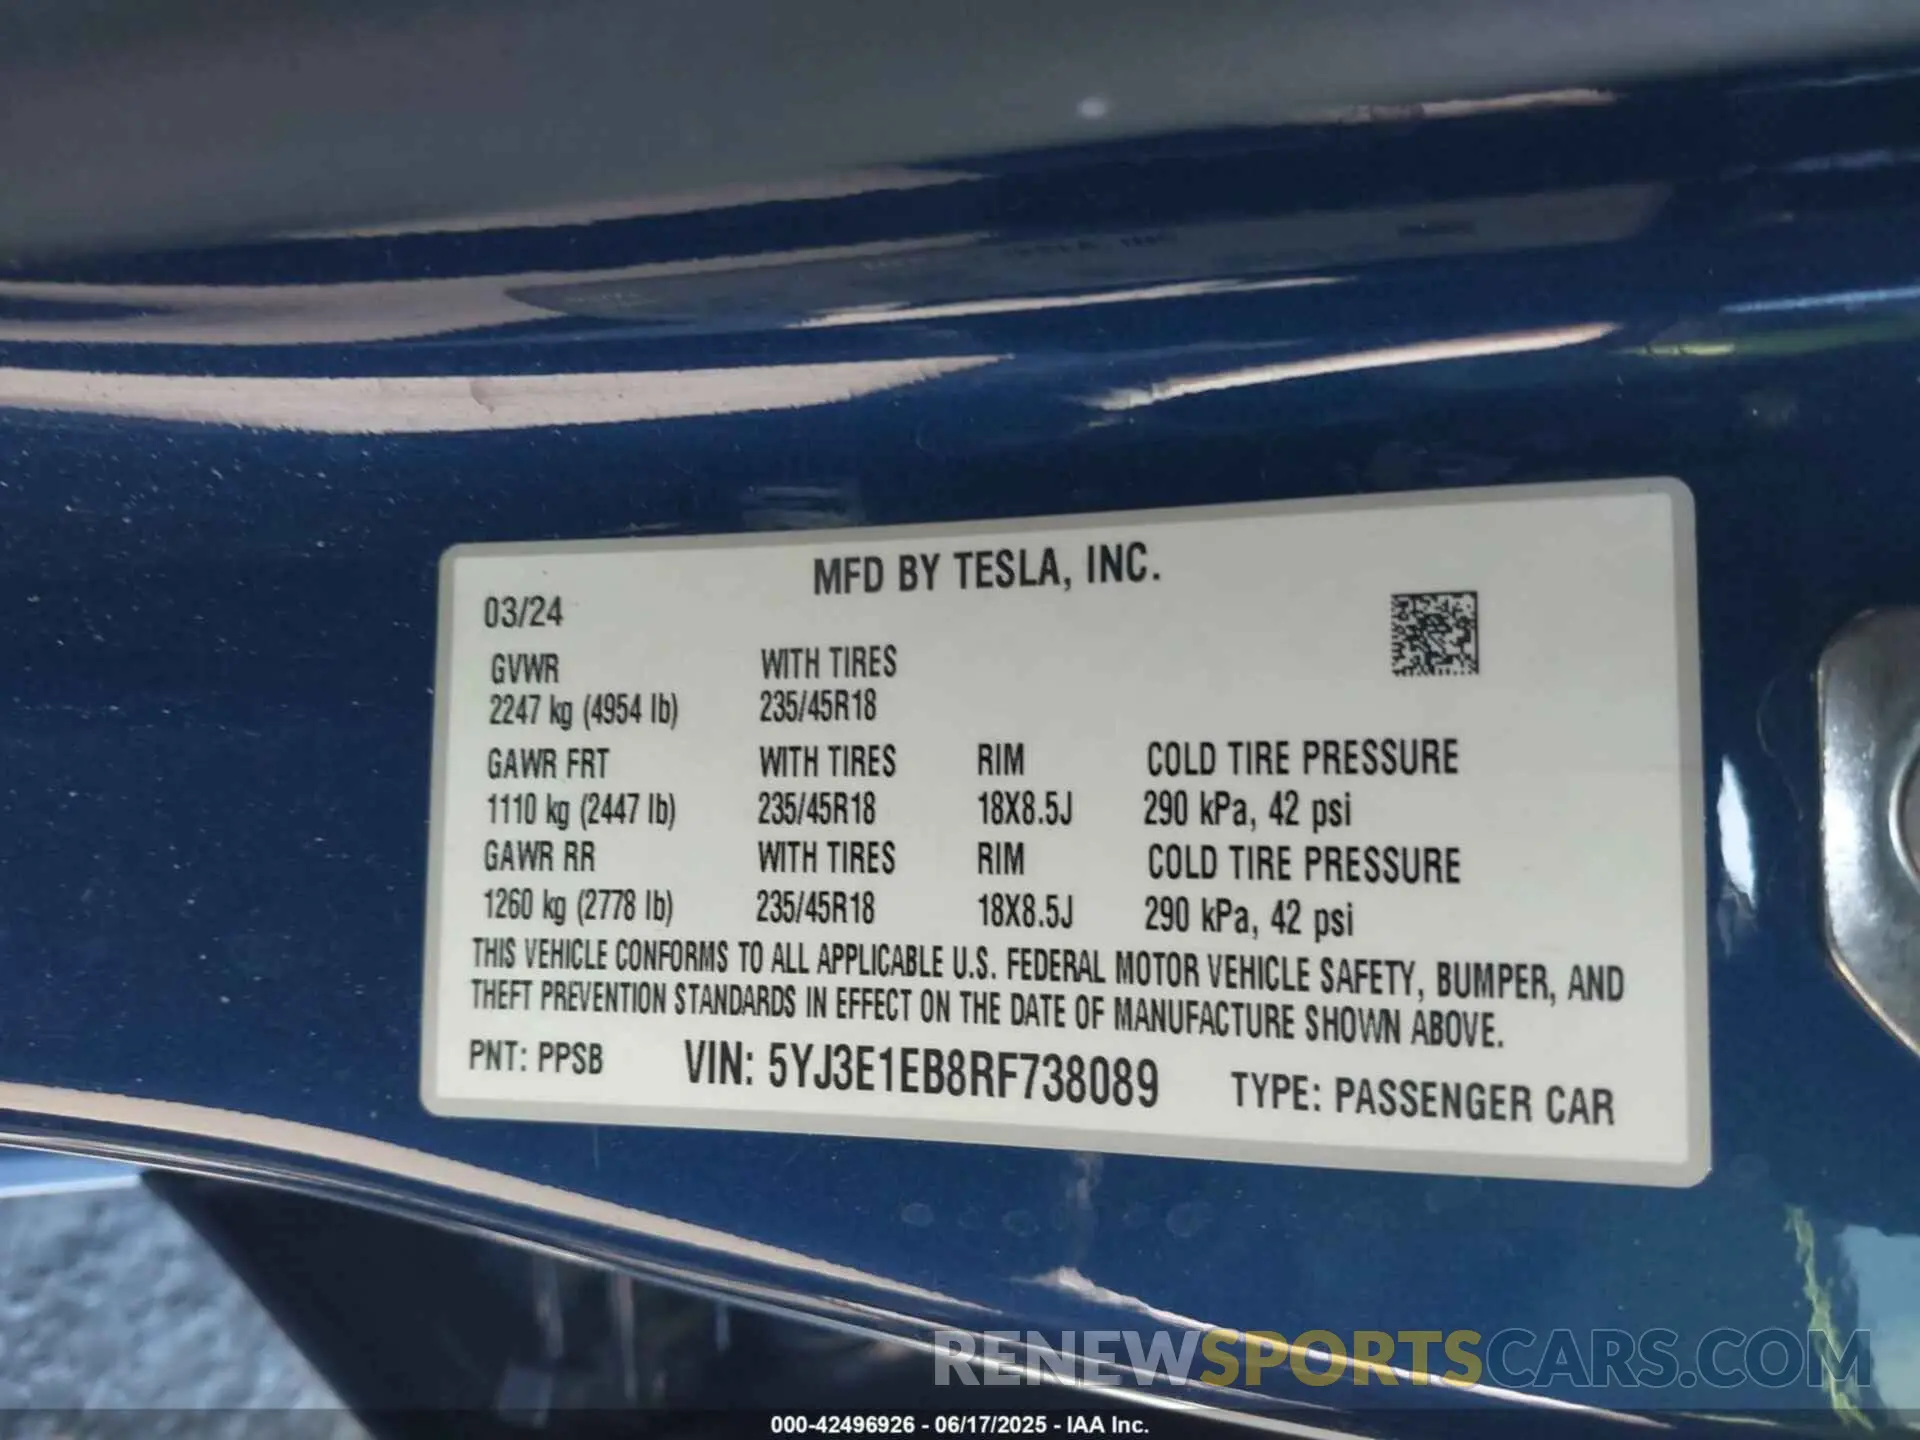 MFD BY TESLA, INC.
03/24
GVWR WITH TIRES
2247 kg (4954 lb) 235/45R18
GAWR FRT WITH TIRES RIM COLD TIRE PRESSURE
1110 kg (2447 lb) 235/45R18 18X8.5J 290 kPa, 42 psi
GAWR RR WITH TIRES RIM COLD TIRE PRESSURE
1260 kg (2778 lb) 235/45R18 18X8.5J 290 kPa, 42 psi
THIS VEHICLE CONFORMS TO ALL APPLICABLE U.S. FEDERAL MOTOR VEHICLE SAFETY, BUMPER, AND
THEFT PREVENTION STANDARDS IN EFFECT ON THE DATE OF MANUFACTURE SHOWN ABOVE.
PNT: PPSB VIN: 5YJ3E1EB8RF738089 TYPE: PASSENGER CAR
RENEWSPORTSCARS.COM
000-42496926 - 06/17/2025 - IAA Inc.